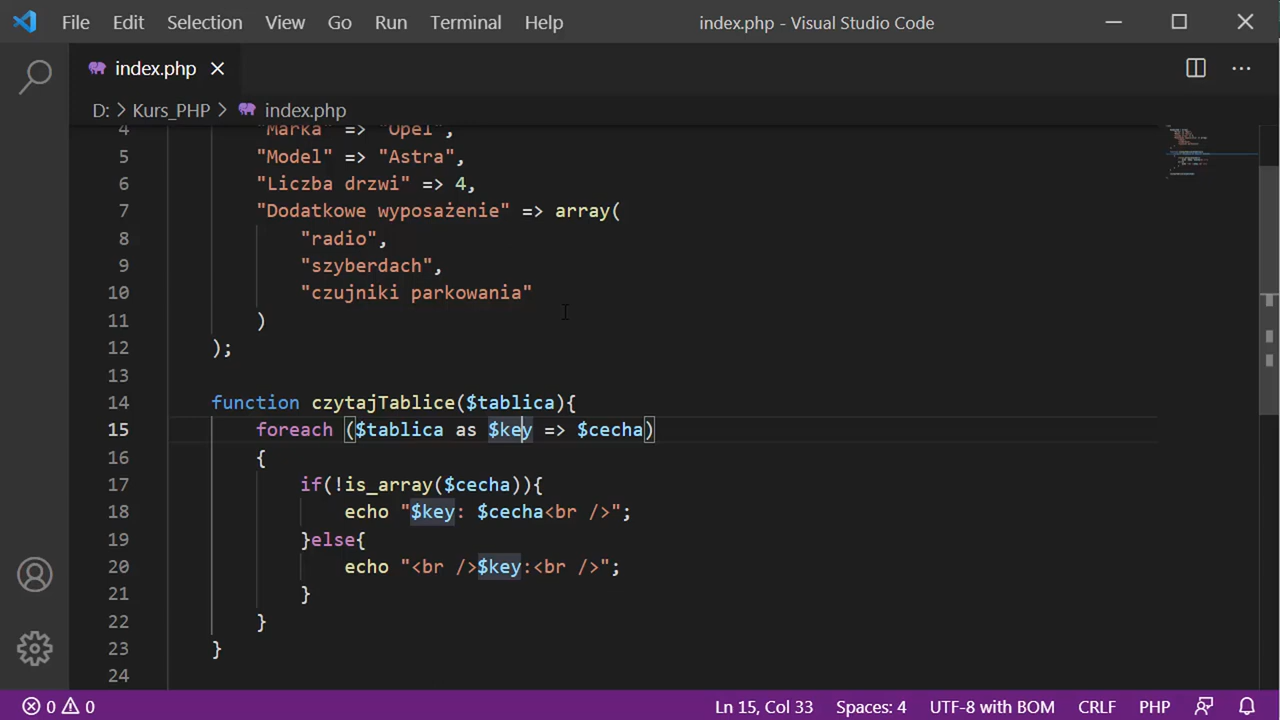 File Edit Selection View Go Run Terminal Help index.php - Visual Studio Code
index.php
D: > Kurs_PHP > index.php
4 "Marka" => "Opel",
5 "Model" => "Astra",
6 "Liczba drzwi" => 4,
7 "Dodatkowe wyposażenie" => array(
8 "radio",
9 "szyberdach",
10 "czujniki parkowania"
11 )
12 );
13
14 function czytajTablice($tablica){
15 foreach ($tablica as $key => $cecha)
16 {
17 if(!is_array($cecha)){
18 echo "$key: $cecha<br />";
19 }else{
20 echo "<br />$key:<br />";
21 }
22 }
23 }
24
0 0 Ln 15, Col 33 Spaces: 4 UTF-8 with BOM CRLF PHP